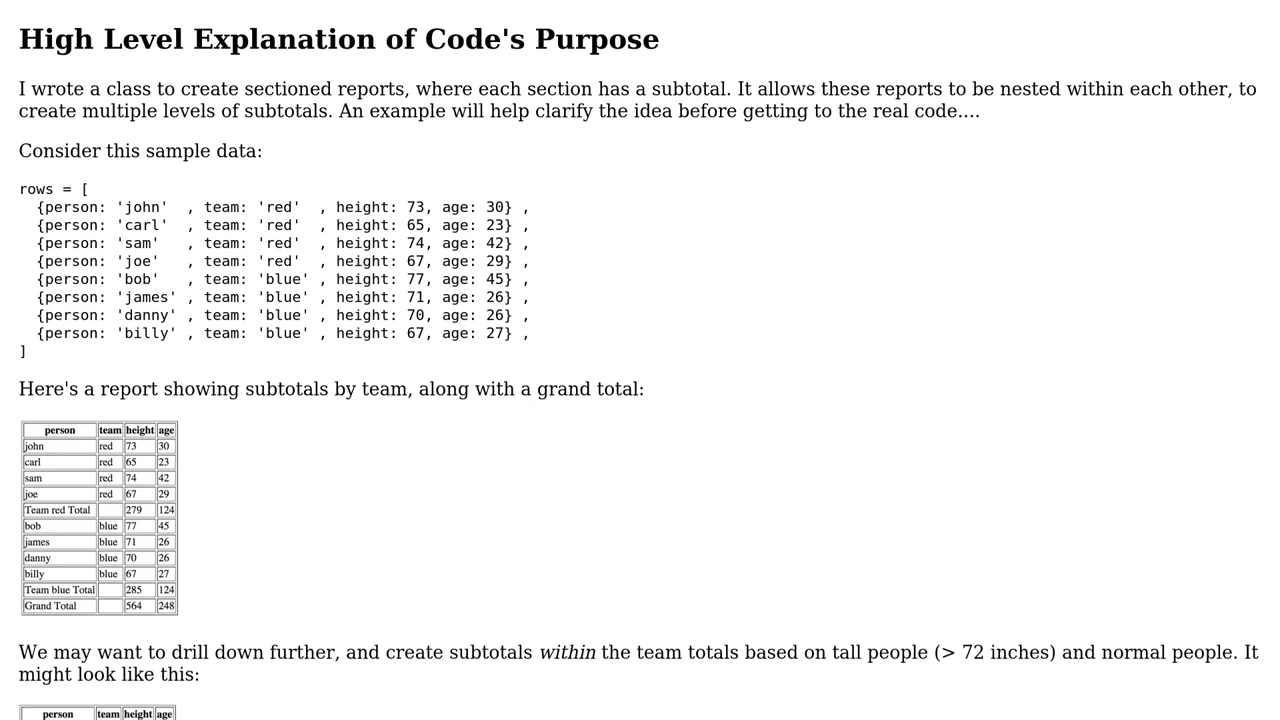 High Level Explanation of Code's Purpose
I wrote a class to create sectioned reports, where each section has a subtotal. It allows these reports to be nested within each other, to
create multiple levels of subtotals. An example will help clarify the idea before getting to the real code....
Consider this sample data:
rows = [
  {person: 'john'  , team: 'red'  , height: 73, age: 30} ,
  {person: 'carl'  , team: 'red'  , height: 65, age: 23} ,
  {person: 'sam'   , team: 'red'  , height: 74, age: 42} ,
  {person: 'joe'   , team: 'red'  , height: 67, age: 29} ,
  {person: 'bob'   , team: 'blue' , height: 77, age: 45} ,
  {person: 'james' , team: 'blue' , height: 71, age: 26} ,
  {person: 'danny' , team: 'blue' , height: 70, age: 26} ,
  {person: 'billy' , team: 'blue' , height: 67, age: 27} ,
]
Here's a report showing subtotals by team, along with a grand total:
person team height age
john red 73 30
carl red 65 23
sam red 74 42
joe red 67 29
Team red Total 279 124
bob blue 77 45
james blue 71 26
danny blue 70 26
billy blue 67 27
Team blue Total 285 124
Grand Total 564 248
We may want to drill down further, and create subtotals within the team totals based on tall people (> 72 inches) and normal people. It
might look like this:
person team height age